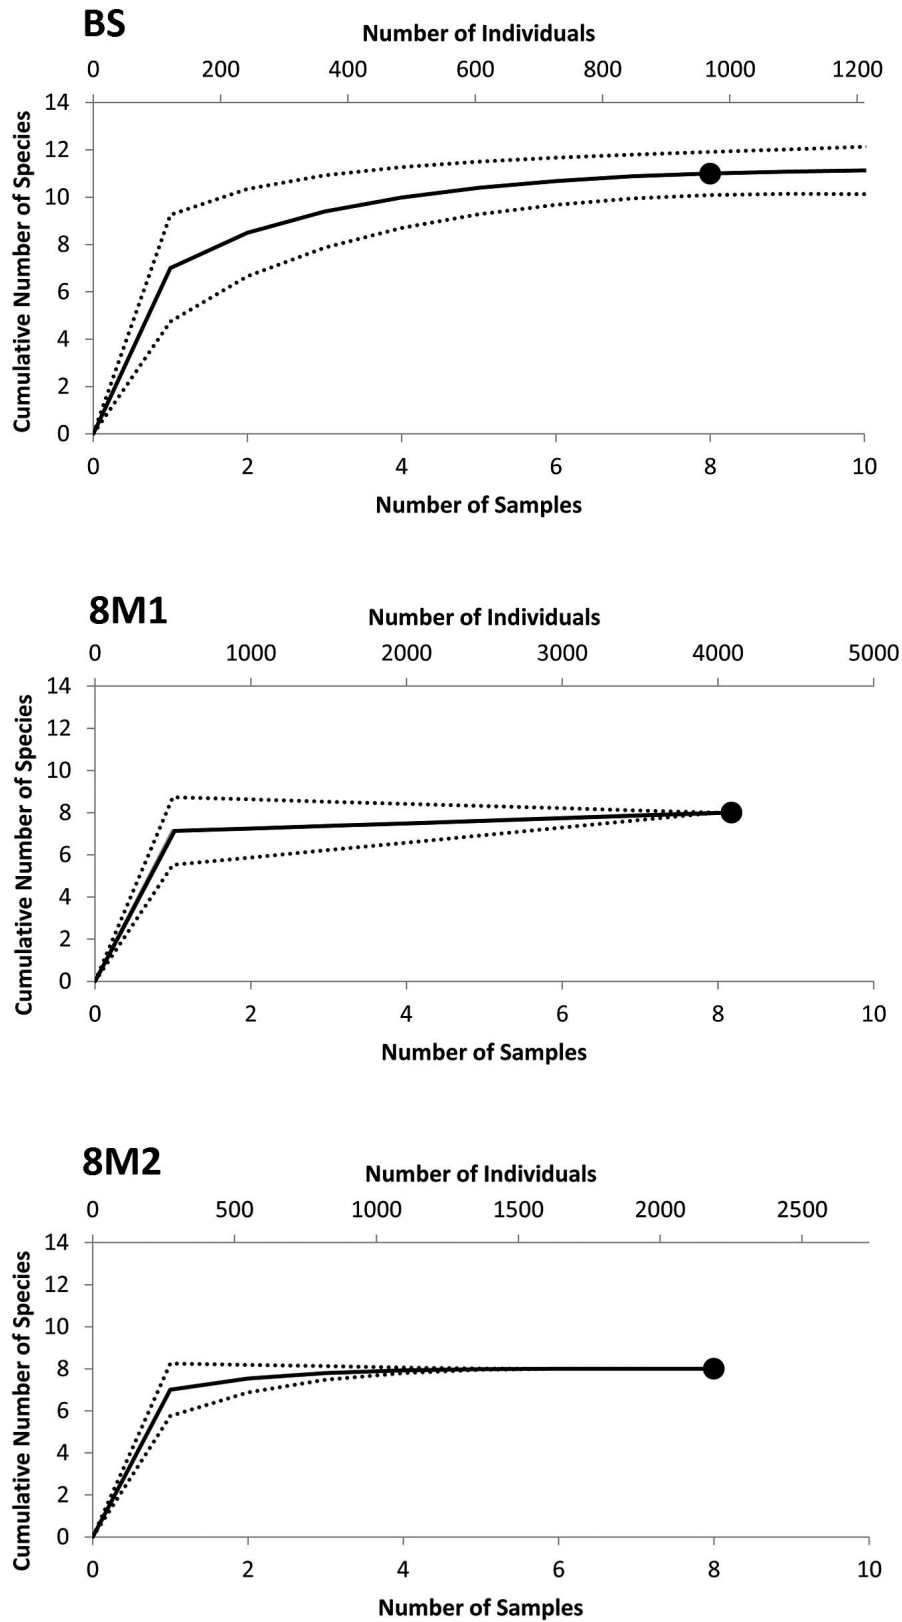 BS
Number of Individuals
0 200 400 600 800 1000 1200
Cumulative Number of Species
14
12
10
8
6
4
2
0
0 2 4 6 8 10
Number of Samples
8M1
Number of Individuals
0 1000 2000 3000 4000 5000
Cumulative Number of Species
14
12
10
8
6
4
2
0
0 2 4 6 8 10
Number of Samples
8M2
Number of Individuals
0 500 1000 1500 2000 2500
Cumulative Number of Species
14
12
10
8
6
4
2
0
0 2 4 6 8 10
Number of Samples